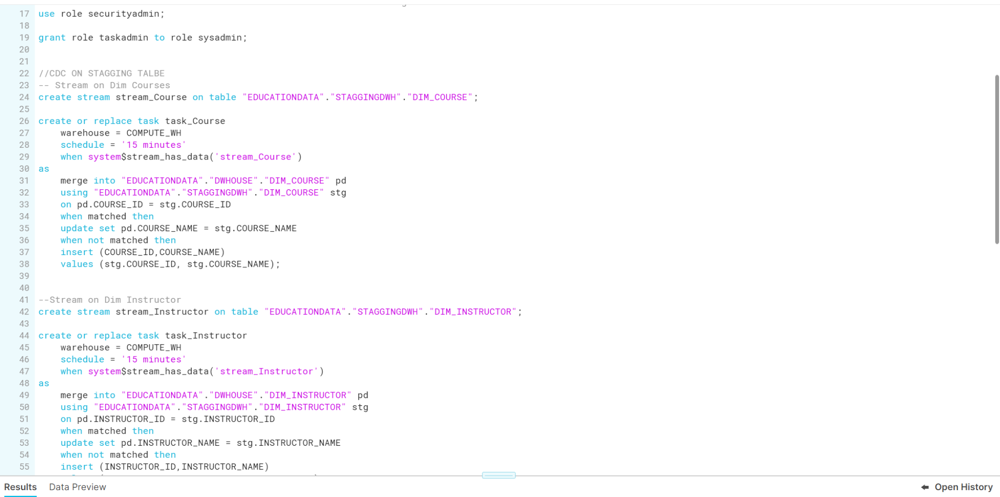 17 use role securityadmin;
18
19 grant role taskadmin to role sysadmin;
20
21
22 //CDC ON STAGGING TALBE
23 -- Stream on Dim Courses
24 create stream stream_Course on table "EDUCATIONDATA"."STAGGINGDWH"."DIM_COURSE";
25
26 create or replace task task_Course
27     warehouse = COMPUTE_WH
28     schedule = '15 minutes'
29     when system$stream_has_data('stream_Course')
30 as
31     merge into "EDUCATIONDATA"."DWHOUSE"."DIM_COURSE" pd
32     using "EDUCATIONDATA"."STAGGINGDWH"."DIM_COURSE" stg
33     on pd.COURSE_ID = stg.COURSE_ID
34     when matched then
35     update set pd.COURSE_NAME = stg.COURSE_NAME
36     when not matched then
37     insert (COURSE_ID,COURSE_NAME)
38     values (stg.COURSE_ID, stg.COURSE_NAME);
39
40
41 --Stream on Dim Instructor
42 create stream stream_Instructor on table "EDUCATIONDATA"."STAGGINGDWH"."DIM_INSTRUCTOR";
43
44 create or replace task task_Instructor
45     warehouse = COMPUTE_WH
46     schedule = '15 minutes'
47     when system$stream_has_data('stream_Instructor')
48 as
49     merge into "EDUCATIONDATA"."DWHOUSE"."DIM_INSTRUCTOR" pd
50     using "EDUCATIONDATA"."STAGGINGDWH"."DIM_INSTRUCTOR" stg
51     on pd.INSTRUCTOR_ID = stg.INSTRUCTOR_ID
52     when matched then
53     update set pd.INSTRUCTOR_NAME = stg.INSTRUCTOR_NAME
54     when not matched then
55     insert (INSTRUCTOR_ID,INSTRUCTOR_NAME)
Results Data Preview Open History